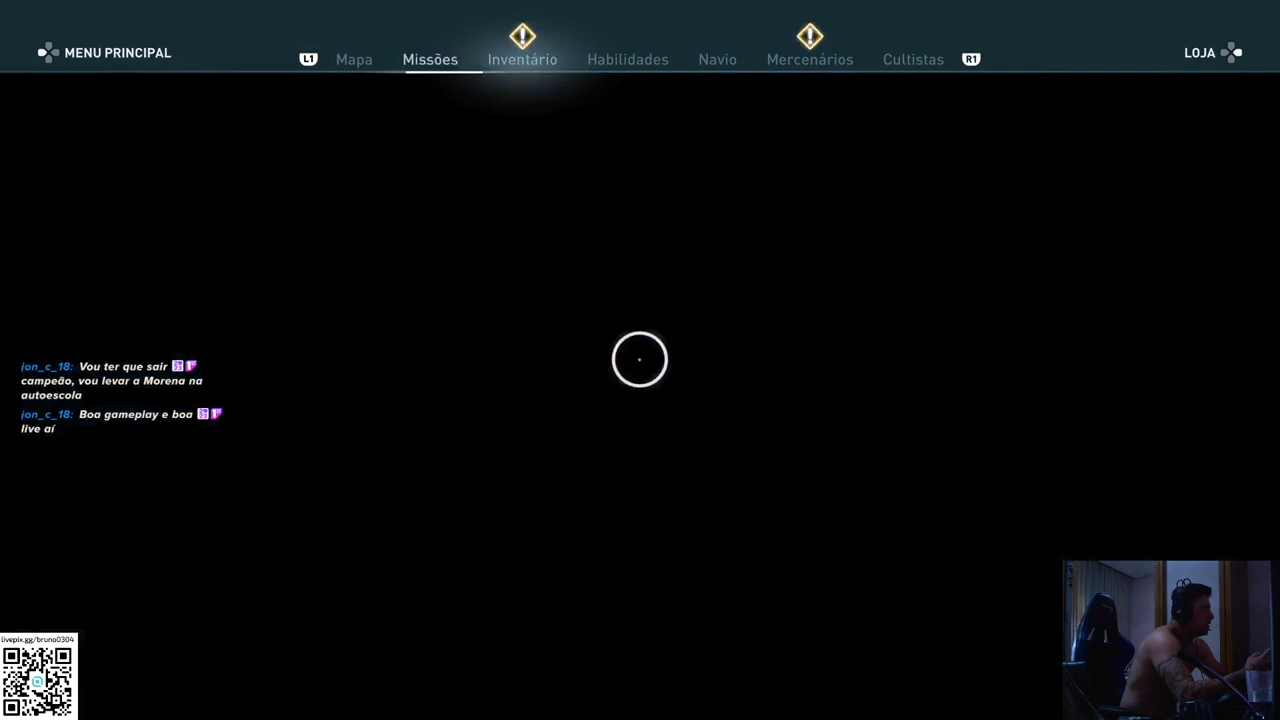 MENU PRINCIPAL
L1 Mapa Missões Inventário Habilidades Navio Mercenários Cultistas R1
LOJA
jon_c_18: Vou ter que sair
campeão, vou levar a Morena na
autoescola
jon_c_18: Boa gameplay e boa
live aí
livepix.gg/bruno0304